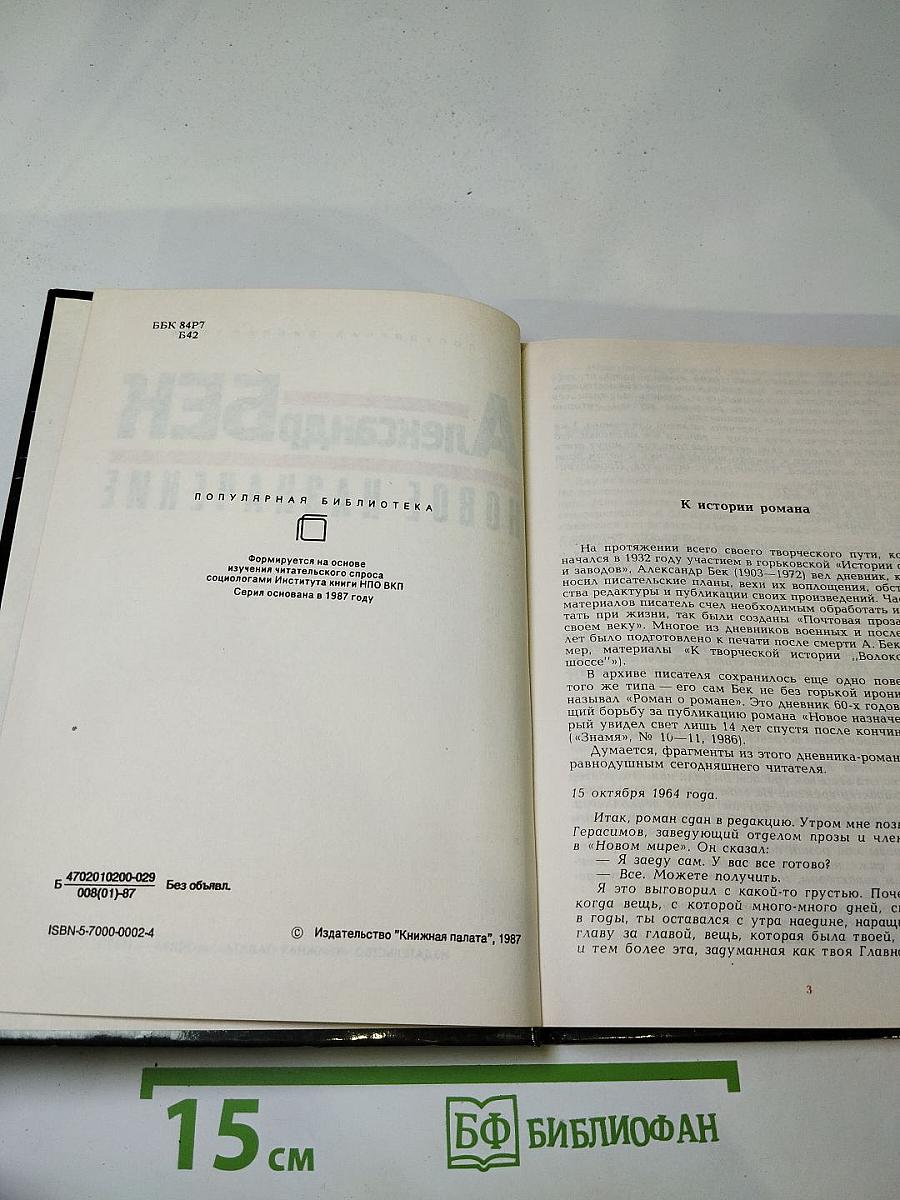 ББК 84Р7
Б42
Александр БЕК
НОВОЕ НАЗНАЧЕНИЕ
ПОПУЛЯРНАЯ БИБЛИОТЕКА
Формируется на основе
изучения читательского спроса
социологами Института книги НПО ВКП
Серия основана в 1987 году
Б 4702010200-029
008(01)-87
Без объявл.
ISBN-5-7000-0002-4
© Издательство "Книжная палата", 1987
К истории романа
На протяжении всего своего творческого пути, ко
начался в 1932 году участием в горьковской «Истории
и заводов», Александр Бек (1903—1972) вел дневник, к
носил писательские планы, вехи их воплощения, обст
ства редактуры и публикации своих произведений. Час
материалов писатель счел необходимым обработать и
тать при жизни, так были созданы «Почтовая проза
своем веку». Многое из дневников военных и после
лет было подготовлено к печати после смерти А. Бек
мер, материалы «К творческой истории „Волок
шоссе"»).
В архиве писателя сохранилось еще одно пове
того же типа — его сам Бек не без горькой ирони
называл «Роман о романе». Это дневник 60-х годов
щий борьбу за публикацию романа «Новое назначе
рый увидел свет лишь 14 лет спустя после кончин
(«Знамя», № 10—11, 1986).
Думается, фрагменты из этого дневника-роман
равнодушным сегодняшнего читателя.
15 октября 1964 года.
Итак, роман сдан в редакцию. Утром мне позв
Герасимов, заведующий отделом прозы и член
в «Новом мире». Он сказал:
— Я заеду сам. У вас все готово?
— Все. Можете получить.
Я это выговорил с какой-то грустью. Поче
когда вещь, с которой много-много дней, с
в годы, ты оставался с утра наедине, наращи
главу за главой, вещь, которая была твоей,
и тем более эта, задуманная как твоя Главна
3
15 см
БФ БИБЛИОФАН